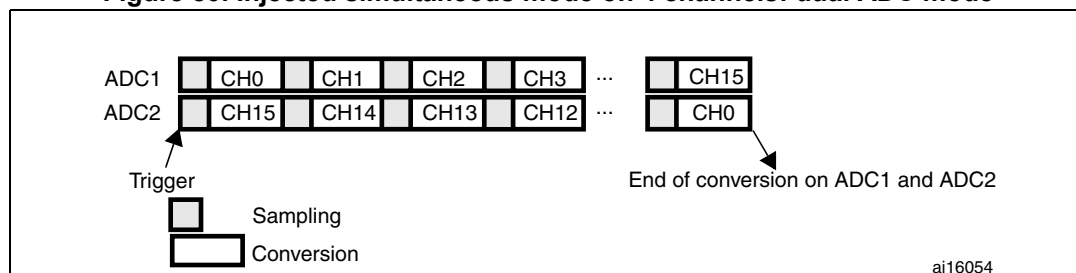 Figure 59. Injected simultaneous mode on 4 channels: dual ADC mode
ADC1 CH0 CH1 CH2 CH3 ... CH15
ADC2 CH15 CH14 CH13 CH12 ... CH0
Trigger
End of conversion on ADC1 and ADC2
Sampling
Conversion
ai16054